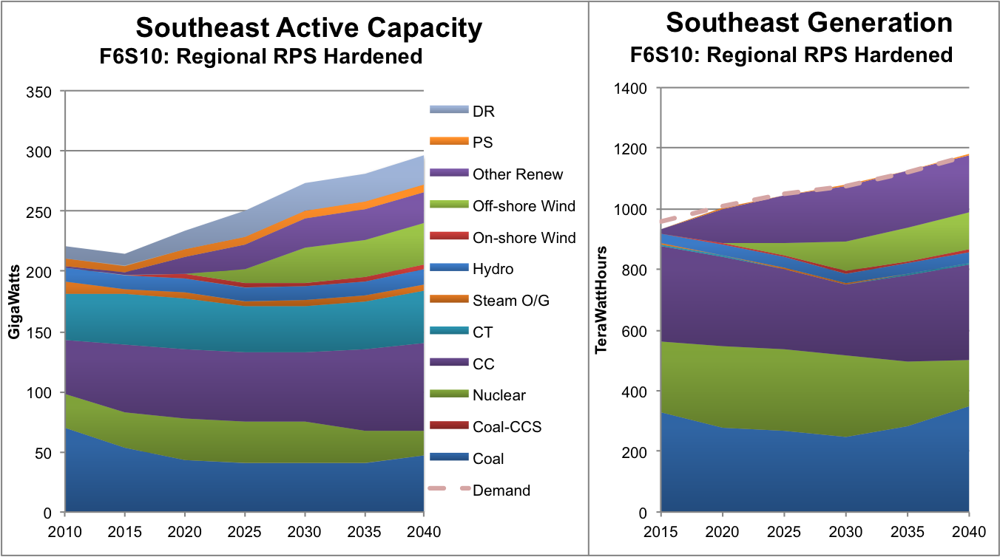 Southeast Active Capacity
F6S10: Regional RPS Hardened
GigaWatts
350
300
250
200
150
100
50
0
2010 2015 2020 2025 2030 2035 2040
DR
PS
Other Renew
Off-shore Wind
On-shore Wind
Hydro
Steam O/G
CT
CC
Nuclear
Coal-CCS
Coal
Demand
Southeast Generation
F6S10: Regional RPS Hardened
TeraWattHours
1400
1200
1000
800
600
400
200
0
2015 2020 2025 2030 2035 2040